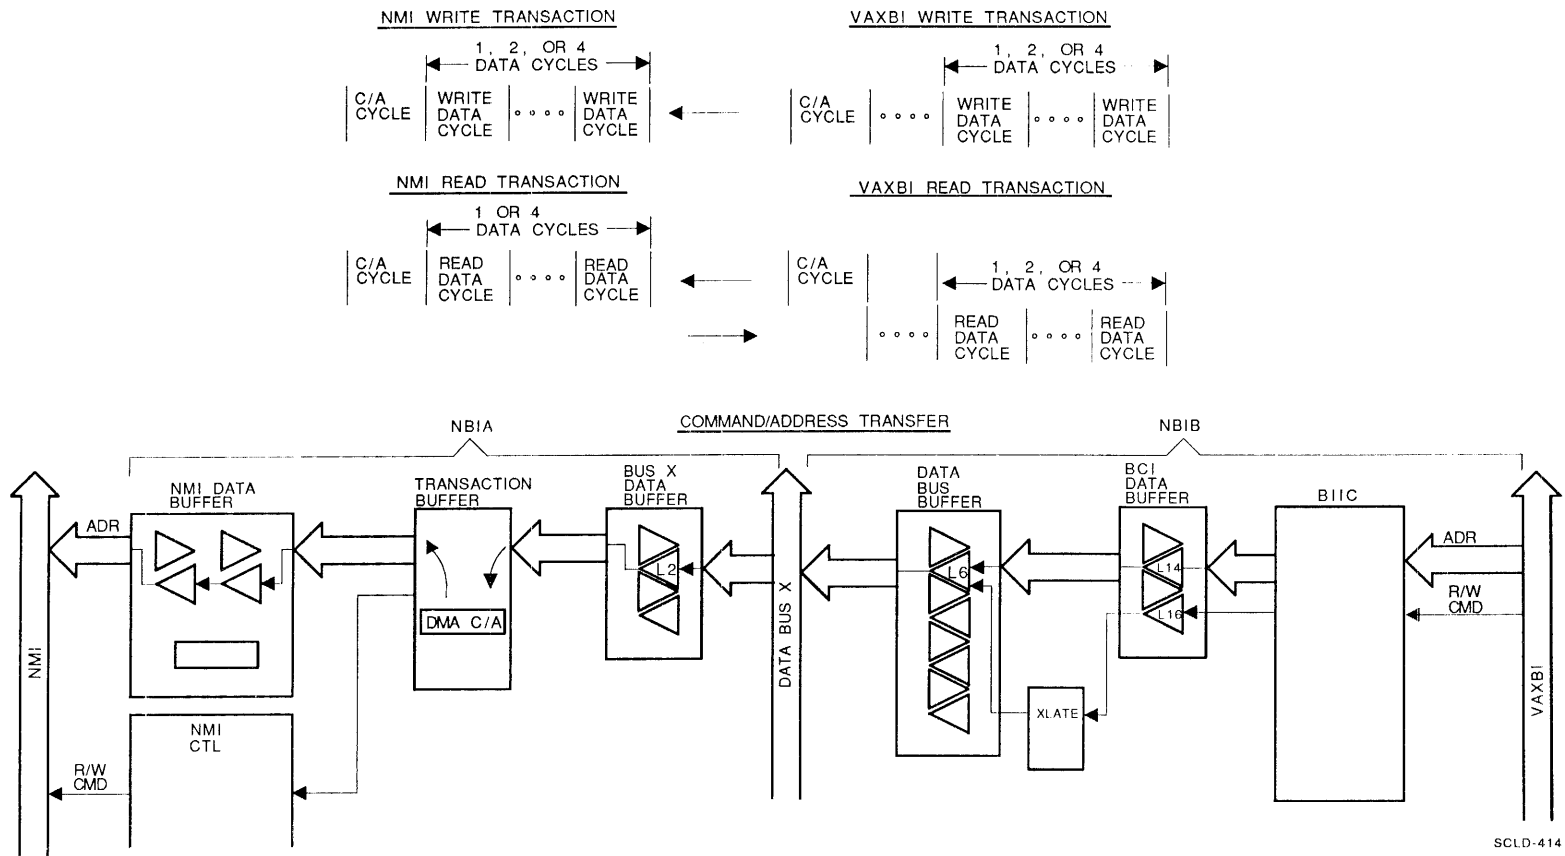 NMI WRITE TRANSACTION
VAXBI WRITE TRANSACTION
1, 2, OR 4
DATA CYCLES
1, 2, OR 4
DATA CYCLES
C/A
CYCLE
WRITE
DATA
CYCLE
WRITE
DATA
CYCLE
C/A
CYCLE
WRITE
DATA
CYCLE
WRITE
DATA
CYCLE
NMI READ TRANSACTION
VAXBI READ TRANSACTION
1 OR 4
DATA CYCLES
C/A
CYCLE
READ
DATA
CYCLE
READ
DATA
CYCLE
C/A
CYCLE
1, 2, OR 4
DATA CYCLES
READ
DATA
CYCLE
READ
DATA
CYCLE
COMMAND/ADDRESS TRANSFER
NBIA
NBIB
NMI
ADR
NMI DATA
BUFFER
TRANSACTION
BUFFER
DMA C/A
BUS X
DATA
BUFFER
L2
DATA BUS X
DATA
BUS
BUFFER
L6
BCI
DATA
BUFFER
L14
L16
XLATE
BIIC
ADR
R/W
CMD
VAXBI
NMI
CTL
R/W
CMD
SCLD-414